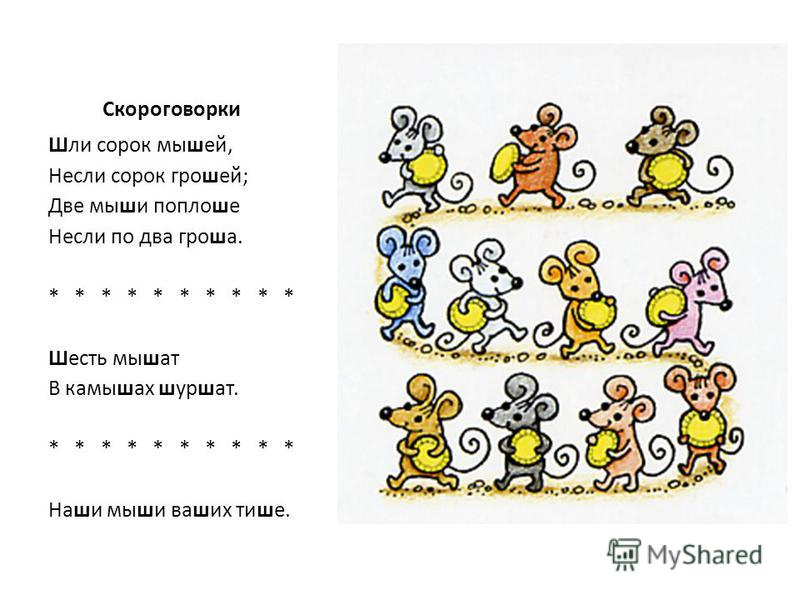 Скороговорки
Шли сорок мышей,
Несли сорок грошей;
Две мыши поплоше
Несли по два гроша.
* * * * * * * * * *
Шесть мышат
В камышах шуршат.
* * * * * * * * * *
Наши мыши ваших тише.
MyShared